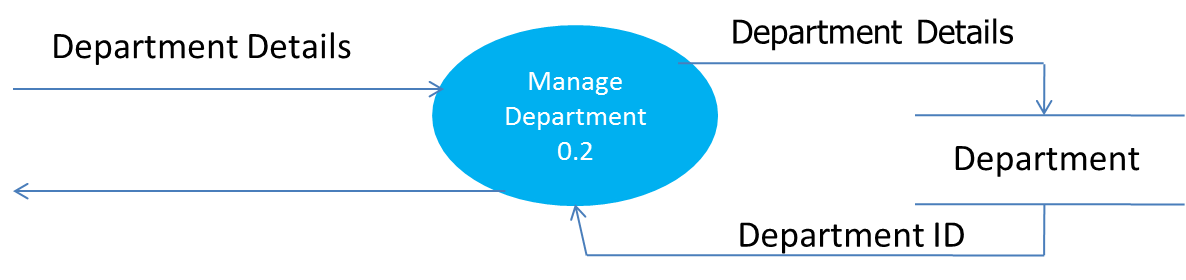 Department Details
Manage
Department
0.2
Department Details
Department
Department ID